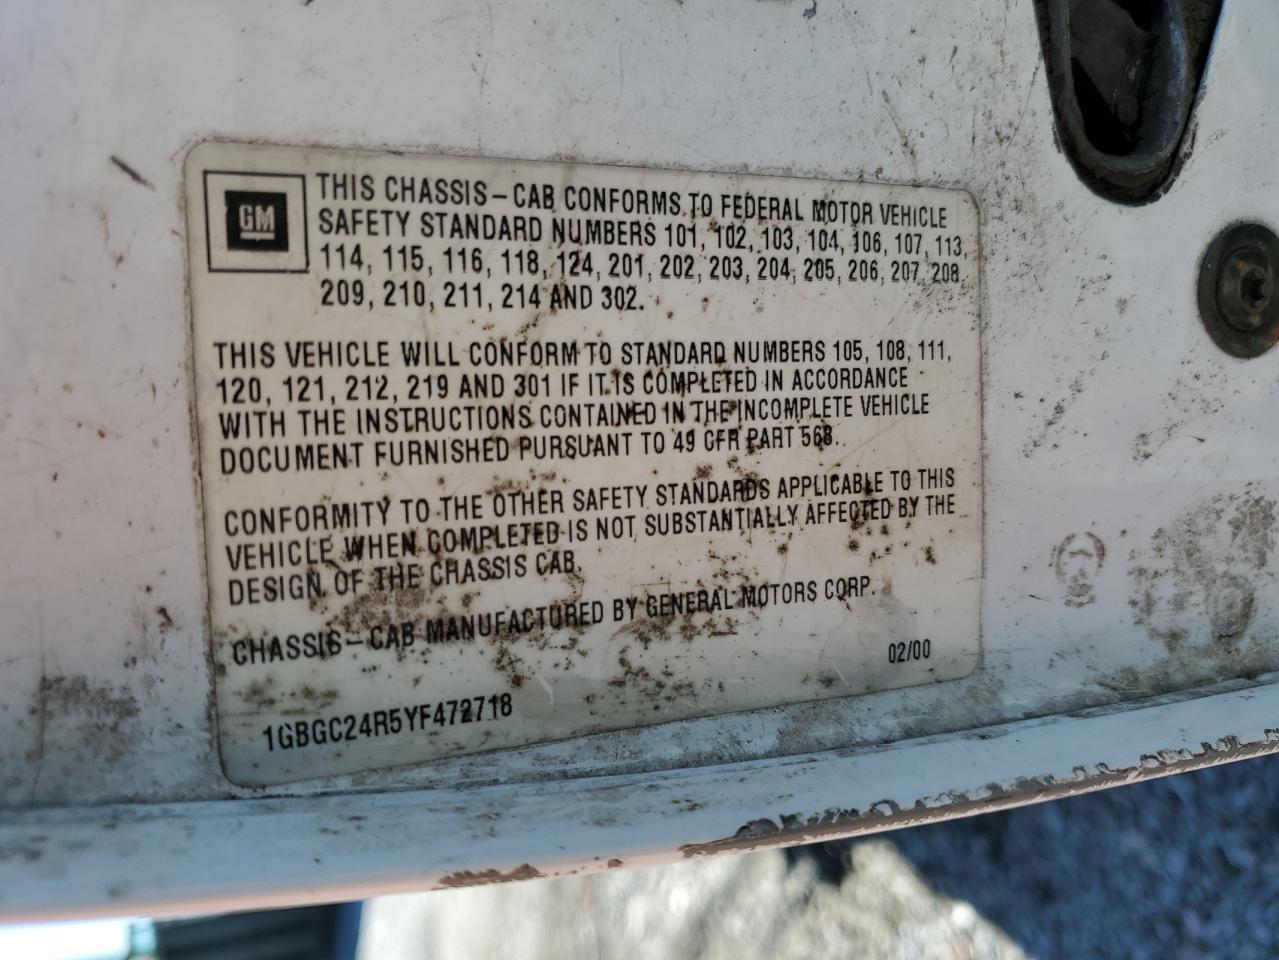 GM
THIS CHASSIS-CAB CONFORMS TO FEDERAL MOTOR VEHICLE
SAFETY STANDARD NUMBERS 101, 102, 103, 104, 106, 107, 113,
114, 115, 116, 118, 124, 201, 202, 203, 204, 205, 206, 207, 208,
209, 210, 211, 214 AND 302.
THIS VEHICLE WILL CONFORM TO STANDARD NUMBERS 105, 108, 111,
120, 121, 212, 219 AND 301 IF IT IS COMPLETED IN ACCORDANCE
WITH THE INSTRUCTIONS CONTAINED IN THE INCOMPLETE VEHICLE
DOCUMENT FURNISHED PURSUANT TO 49 CFR PART 568.
CONFORMITY TO THE OTHER SAFETY STANDARDS APPLICABLE TO THIS
VEHICLE WHEN COMPLETED IS NOT SUBSTANTIALLY AFFECTED BY THE
DESIGN OF THE CHASSIS CAB.
CHASSIS-CAB MANUFACTURED BY GENERAL MOTORS CORP.
02/00
1GBGC24R5YF472718